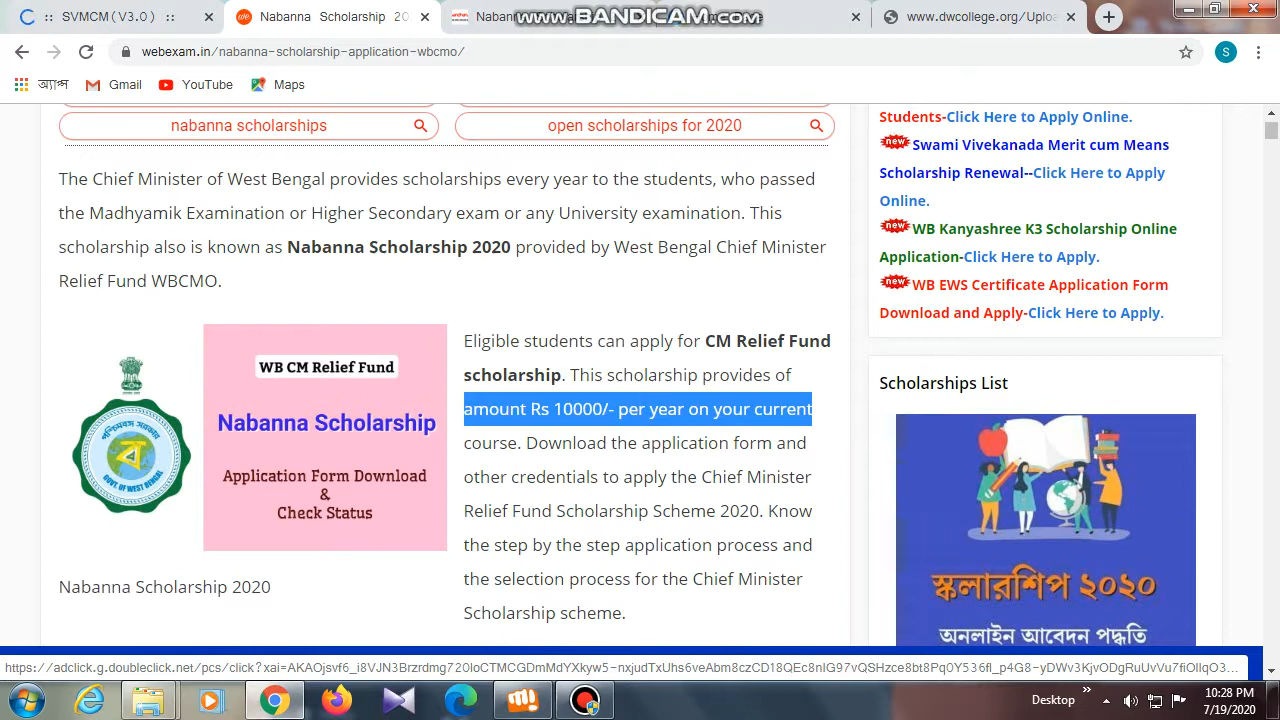 :: SVMCM (V3.0) ::
Nabanna Scholarship 20
Naban
www.BANDICAM.com
www.dwcollege.org/Uploa
webexam.in/nabanna-scholarship-application-wbcmo/
S
অ্যাপ্স
Gmail
YouTube
Maps
nabanna scholarships
open scholarships for 2020
The Chief Minister of West Bengal provides scholarships every year to the students, who passed
the Madhyamik Examination or Higher Secondary exam or any University examination. This
scholarship also is known as Nabanna Scholarship 2020 provided by West Bengal Chief Minister
Relief Fund WBCMO.
WB CM Relief Fund
Nabanna Scholarship
Application Form Download
&
Check Status
Nabanna Scholarship 2020
Eligible students can apply for CM Relief Fund
scholarship. This scholarship provides of
amount Rs 10000/- per year on your current
course. Download the application form and
other credentials to apply the Chief Minister
Relief Fund Scholarship Scheme 2020. Know
the step by the step application process and
the selection process for the Chief Minister
Scholarship scheme.
Students-Click Here to Apply Online.
new Swami Vivekanada Merit cum Means
Scholarship Renewal--Click Here to Apply
Online.
new WB Kanyashree K3 Scholarship Online
Application-Click Here to Apply.
new WB EWS Certificate Application Form
Download and Apply-Click Here to Apply.
Scholarships List
স্কলারশিপ ২০২০
অনলাইন আবেদন পদ্ধতি
Desktop
10:28 PM
7/19/2020